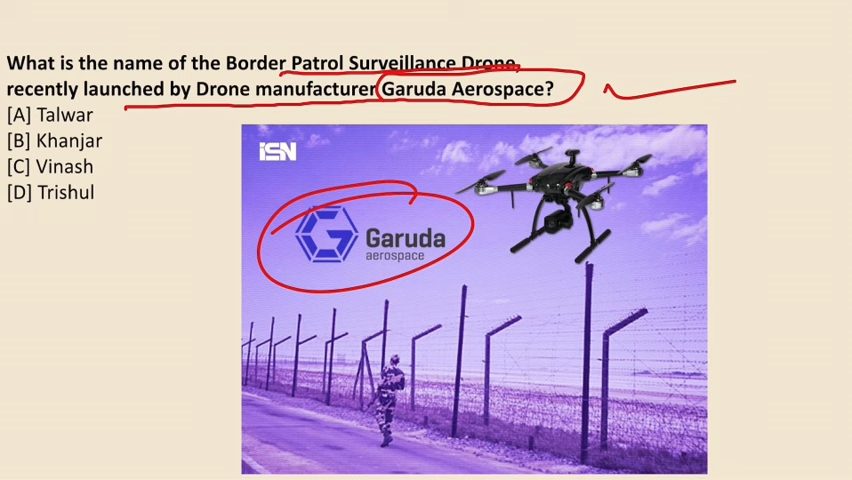 What is the name of the Border Patrol Surveillance Drone,
recently launched by Drone manufacturer Garuda Aerospace?
[A] Talwar
[B] Khanjar
[C] Vinash
[D] Trishul
iSN
Garuda
aerospace